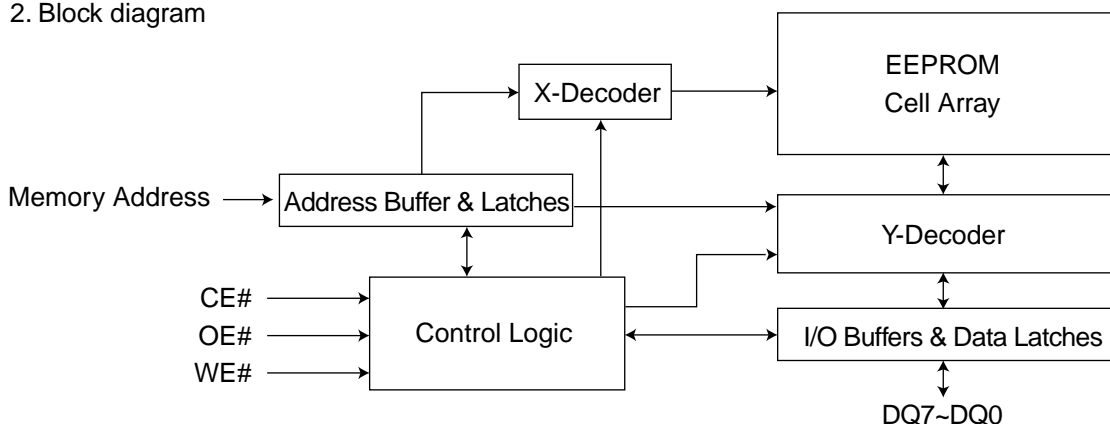 2. Block diagram
EEPROM
Cell Array
X-Decoder
Memory Address
Address Buffer & Latches
Y-Decoder
CE#
OE#
WE#
Control Logic
I/O Buffers & Data Latches
DQ7~DQ0